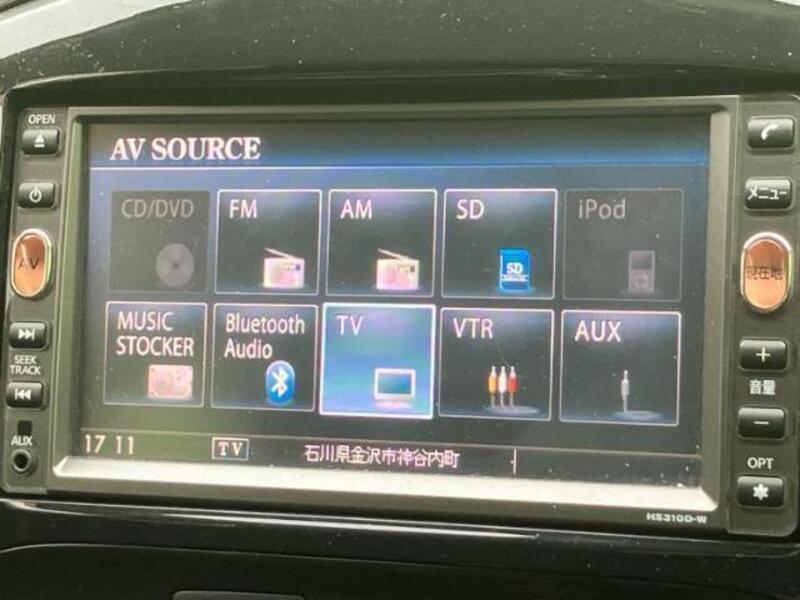 OPEN
AV
SEEK
TRACK
AUX
AV SOURCE
CD/DVD
FM
AM
SD
SD
iPod
MUSIC
STOCKER
Bluetooth
Audio
TV
VTR
AUX
17 11
TV
石川県金沢市神谷内町
メニュー
現在地
音量
OPT
HS310D-W